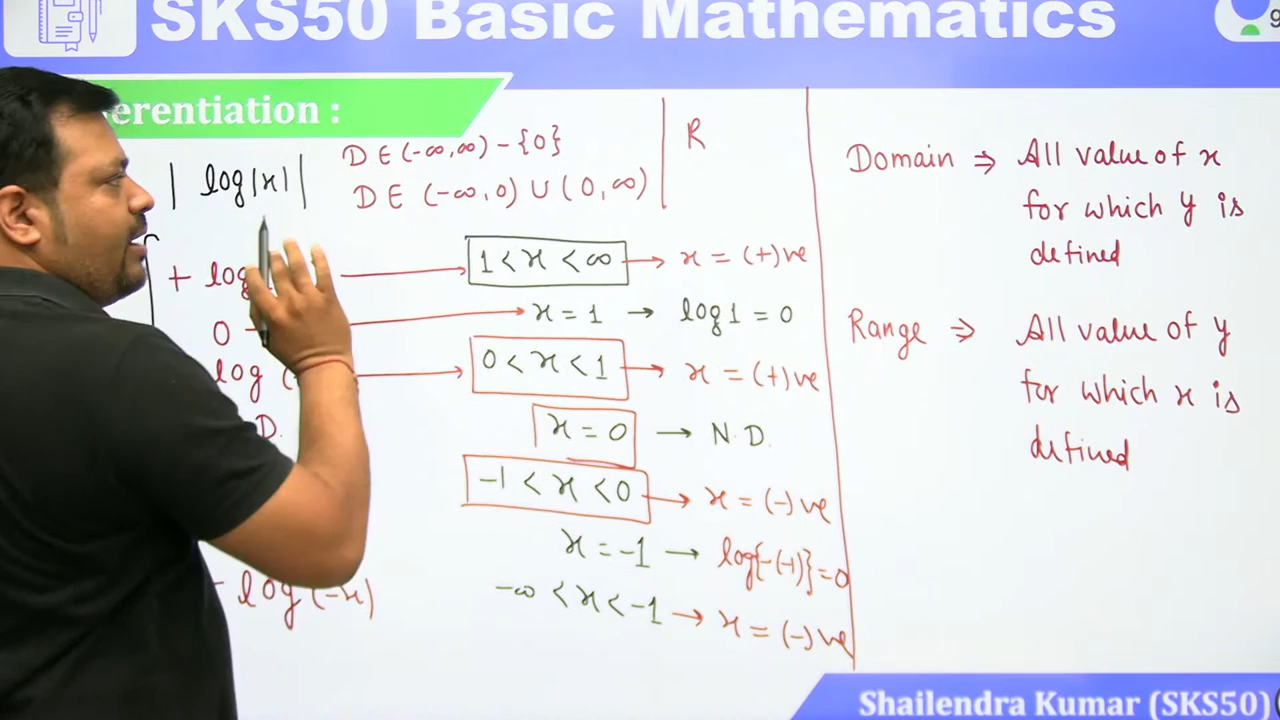 SKS50 Basic Mathematics
erentiation :
| log|x| |
D ∈ (-∞,∞) - {0}
D ∈ (-∞,0) ∪ (0,∞)
R
+ log
1 < x < ∞ → x = (+)ve
0
x = 1 → log 1 = 0
log (
0 < x < 1 → x = (+)ve
D.
x = 0 → N.D.
-1 < x < 0 → x = (-)ve
x = -1 → log{-(-1)} = 0
log (-x)
-∞ < x < -1 → x = (-)ve
Domain ⇒ All value of x
for which y is
defined
Range ⇒ All value of y
for which x is
defined
Shailendra Kumar (SKS50)